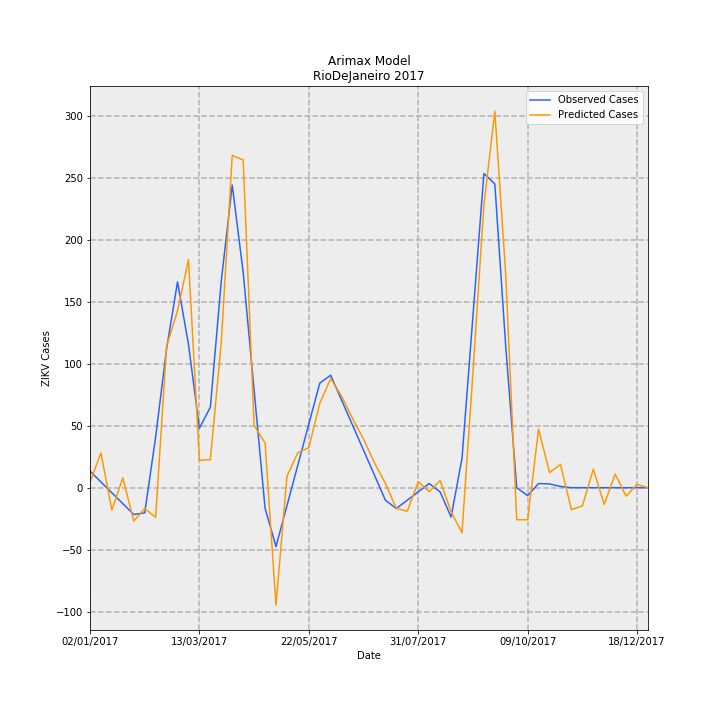 Arimax Model
RioDeJaneiro 2017
Observed Cases
Predicted Cases
300
250
200
150
100
50
0
−50
−100
ZIKV Cases
02/01/2017
13/03/2017
22/05/2017
31/07/2017
09/10/2017
18/12/2017
Date